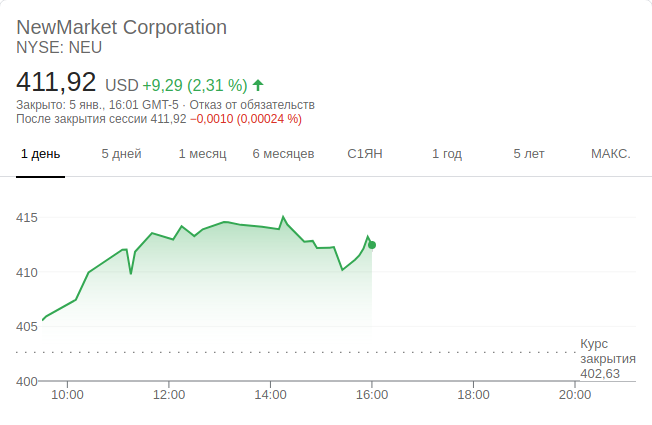 NewMarket Corporation
NYSE: NEU
411,92 USD +9,29 (2,31 %)
Закрыто: 5 янв., 16:01 GMT-5 · Отказ от обязательств
После закрытия сессии 411,92 −0,0010 (0,00024 %)
1 день 5 дней 1 месяц 6 месяцев С1ЯН 1 год 5 лет МАКС.
415
410
405
Курс
закрытия
402,63
400
10:00 12:00 14:00 16:00 18:00 20:00